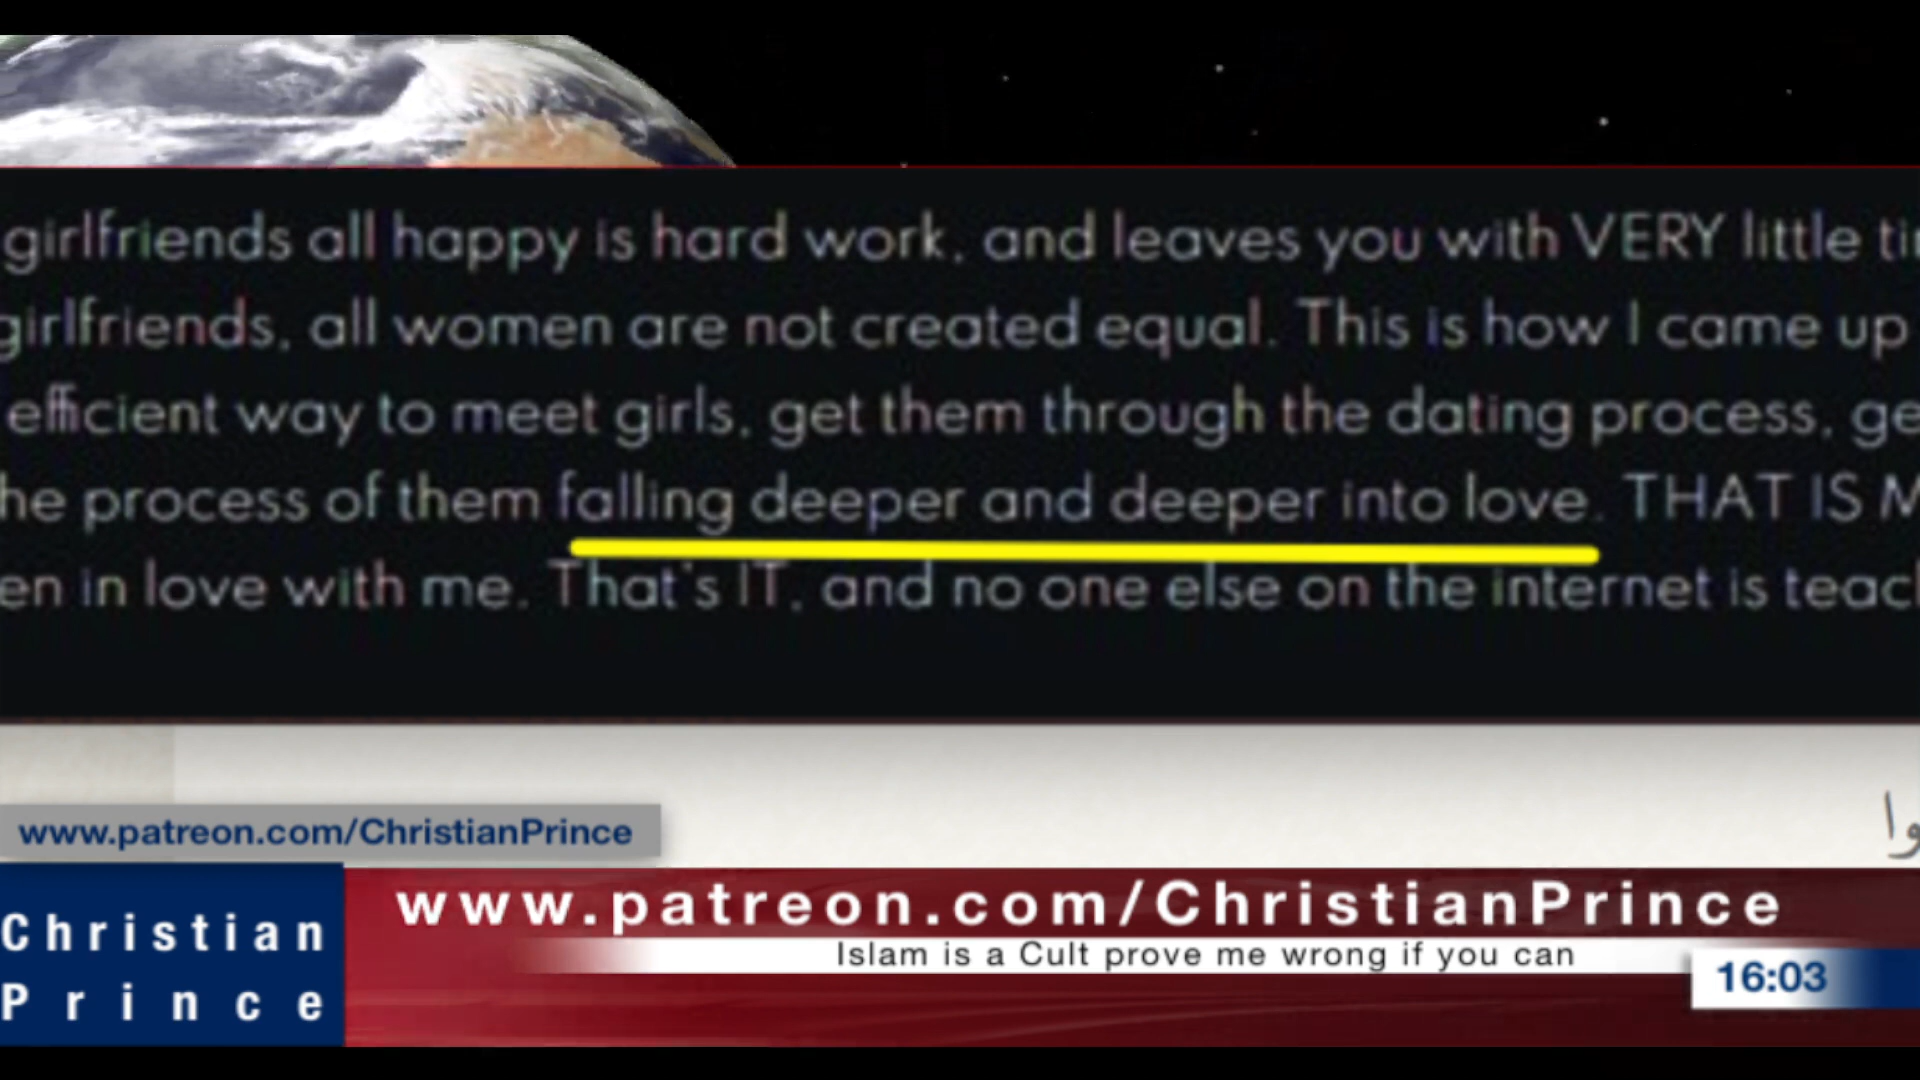 girlfriends all happy is hard work, and leaves you with VERY little
girlfriends, all women are not created equal. This is how I came up
efficient way to meet girls, get them through the dating process,
process of them falling deeper and deeper into love. THAT IS
in love with me. That's IT, and no one else on the internet is
www.patreon.com/ChristianPrince
www.patreon.com/ChristianPrince
Christian
Prince
Islam is a Cult prove me wrong if you can
16:03